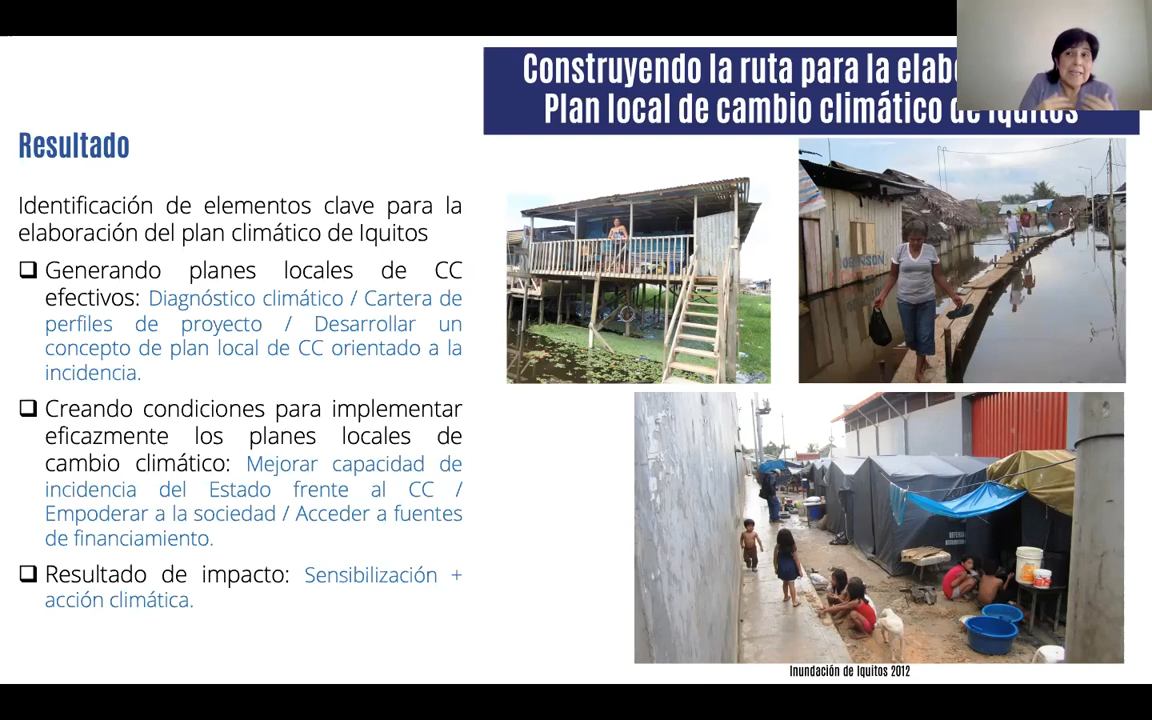 Construyendo la ruta para la
Plan local de cambio climático de Iquitos
Resultado
Identificación de elementos clave para la
elaboración del plan climático de Iquitos
❑ Generando planes locales de CC
efectivos: Diagnóstico climático / Cartera de
perfiles de proyecto / Desarrollar un
concepto de plan local de CC orientado a la
incidencia.
❑ Creando condiciones para implementar
eficazmente los planes locales de
cambio climático: Mejorar capacidad de
incidencia del Estado frente al CC /
Empoderar a la sociedad / Acceder a fuentes
de financiamiento.
❑ Resultado de impacto: Sensibilización +
acción climática.
Inundación de Iquitos 2012